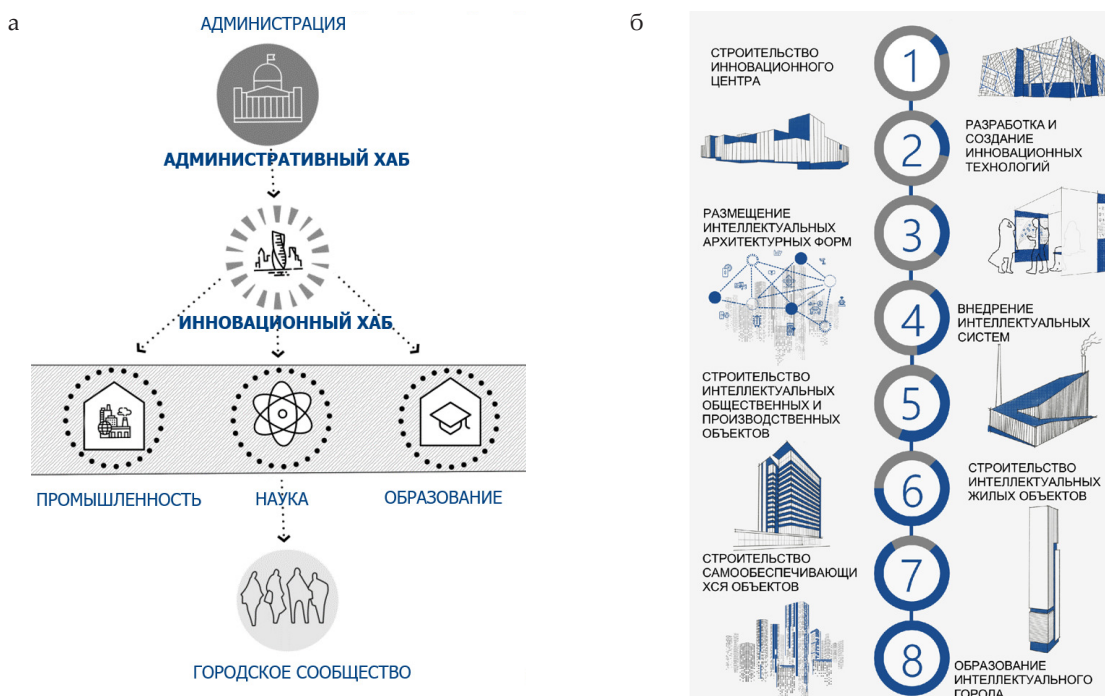 а
АДМИНИСТРАЦИЯ
АДМИНИСТРАТИВНЫЙ ХАБ
ИННОВАЦИОННЫЙ ХАБ
ПРОМЫШЛЕННОСТЬ
НАУКА
ОБРАЗОВАНИЕ
ГОРОДСКОЕ СООБЩЕСТВО
б
СТРОИТЕЛЬСТВО
ИННОВАЦИОННОГО
ЦЕНТРА
1
2
РАЗРАБОТКА И
СОЗДАНИЕ
ИННОВАЦИОННЫХ
ТЕХНОЛОГИЙ
РАЗМЕЩЕНИЕ
ИНТЕЛЛЕКТУАЛЬНЫХ
АРХИТЕКТУРНЫХ ФОРМ
3
4
ВНЕДРЕНИЕ
ИНТЕЛЛЕКТУАЛЬНЫХ
СИСТЕМ
СТРОИТЕЛЬСТВО
ИНТЕЛЛЕКТУАЛЬНЫХ
ОБЩЕСТВЕННЫХ И
ПРОИЗВОДСТВЕННЫХ
ОБЪЕКТОВ
5
6
СТРОИТЕЛЬСТВО
ИНТЕЛЛЕКТУАЛЬНЫХ
ЖИЛЫХ ОБЪЕКТОВ
СТРОИТЕЛЬСТВО
САМООБЕСПЕЧИВАЮЩИ
ХСЯ ОБЪЕКТОВ
7
8
ОБРАЗОВАНИЕ
ИНТЕЛЛЕКТУАЛЬНОГО
ГОРОДА